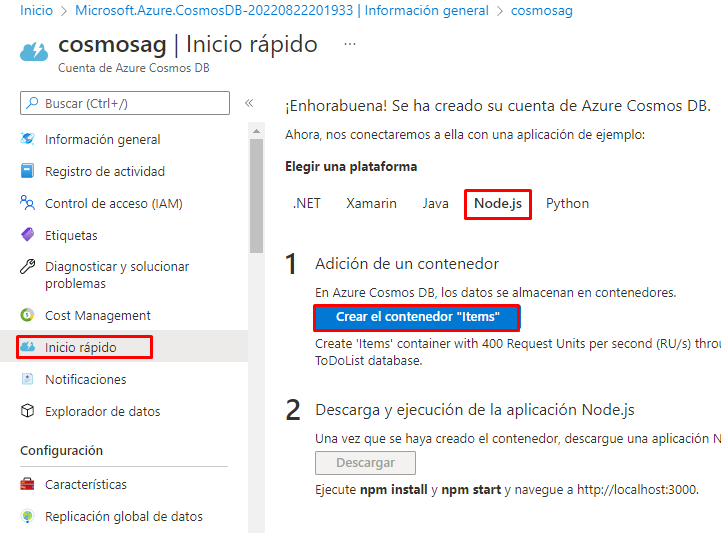 Inicio > Microsoft.Azure.CosmosDB-20220822201933 | Información general > cosmosag
cosmosag | Inicio rápido ...
Cuenta de Azure Cosmos DB
Buscar (Ctrl+/)
«
Información general
Registro de actividad
Control de acceso (IAM)
Etiquetas
Diagnosticar y solucionar
problemas
Cost Management
Inicio rápido
Notificaciones
Explorador de datos
Configuración
Características
Replicación global de datos
¡Enhorabuena! Se ha creado su cuenta de Azure Cosmos DB.
Ahora, nos conectaremos a ella con una aplicación de ejemplo:
Elegir una plataforma
.NET Xamarin Java Node.js Python
1 Adición de un contenedor
En Azure Cosmos DB, los datos se almacenan en contenedores.
Crear el contenedor "Items"
Create 'Items' container with 400 Request Units per second (RU/s) throu
ToDoList database.
2 Descarga y ejecución de la aplicación Node.js
Una vez que se haya creado el contenedor, descargue una aplicación N
Descargar
Ejecute npm install y npm start y navegue a http://localhost:3000.